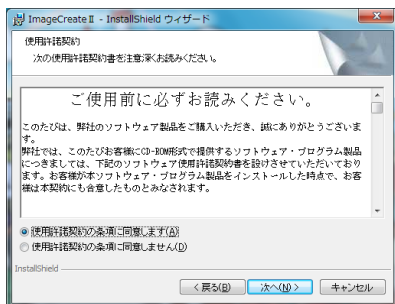 ImageCreateⅡ - InstallShield ウィザード
使用許諾契約
次の使用許諾契約書を注意深くお読みください。
ご使用前に必ずお読みください。
このたびは、弊社のソフトウェア製品をご購入いただき、誠にありがとうございま
す。
弊社では、このたびお客様にCD-ROM形式で提供するソフトウェア・プログラム製品
につきましては、下記のソフトウェア使用許諾契約書を設けさせていただいており
ます。お客様が本ソフトウェア・プログラム製品をインストールした時点で、お客
様は本契約にも合意したものとみなされます。
使用許諾契約の条項に同意します(A)
使用許諾契約の条項に同意しません(D)
InstallShield
< 戻る(B)
次へ(N) >
キャンセル